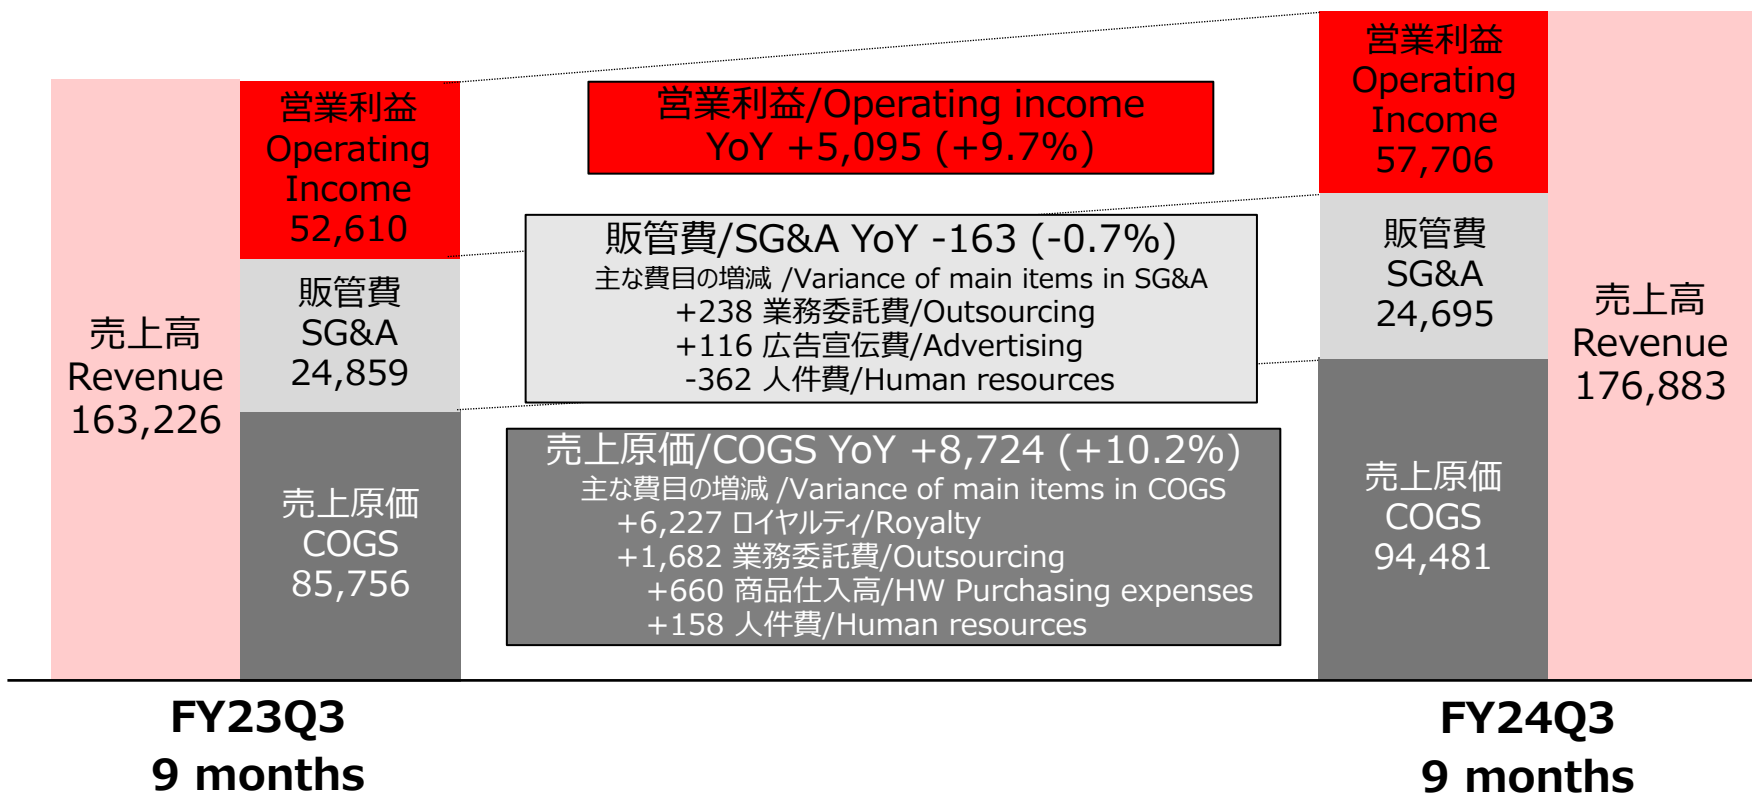 売上高
Revenue
163,226
営業利益
Operating
Income
52,610
販管費
SG&A
24,859
売上原価
COGS
85,756
営業利益/Operating income
YoY +5,095 (+9.7%)
販管費/SG&A YoY -163 (-0.7%)
主な費目の増減 /Variance of main items in SG&A
+238 業務委託費/Outsourcing
+116 広告宣伝費/Advertising
-362 人件費/Human resources
売上原価/COGS YoY +8,724 (+10.2%)
主な費目の増減 /Variance of main items in COGS
+6,227 ロイヤルティ/Royalty
+1,682 業務委託費/Outsourcing
+660 商品仕入高/HW Purchasing expenses
+158 人件費/Human resources
営業利益
Operating
Income
57,706
販管費
SG&A
24,695
売上原価
COGS
94,481
売上高
Revenue
176,883
FY23Q3
9 months
FY24Q3
9 months